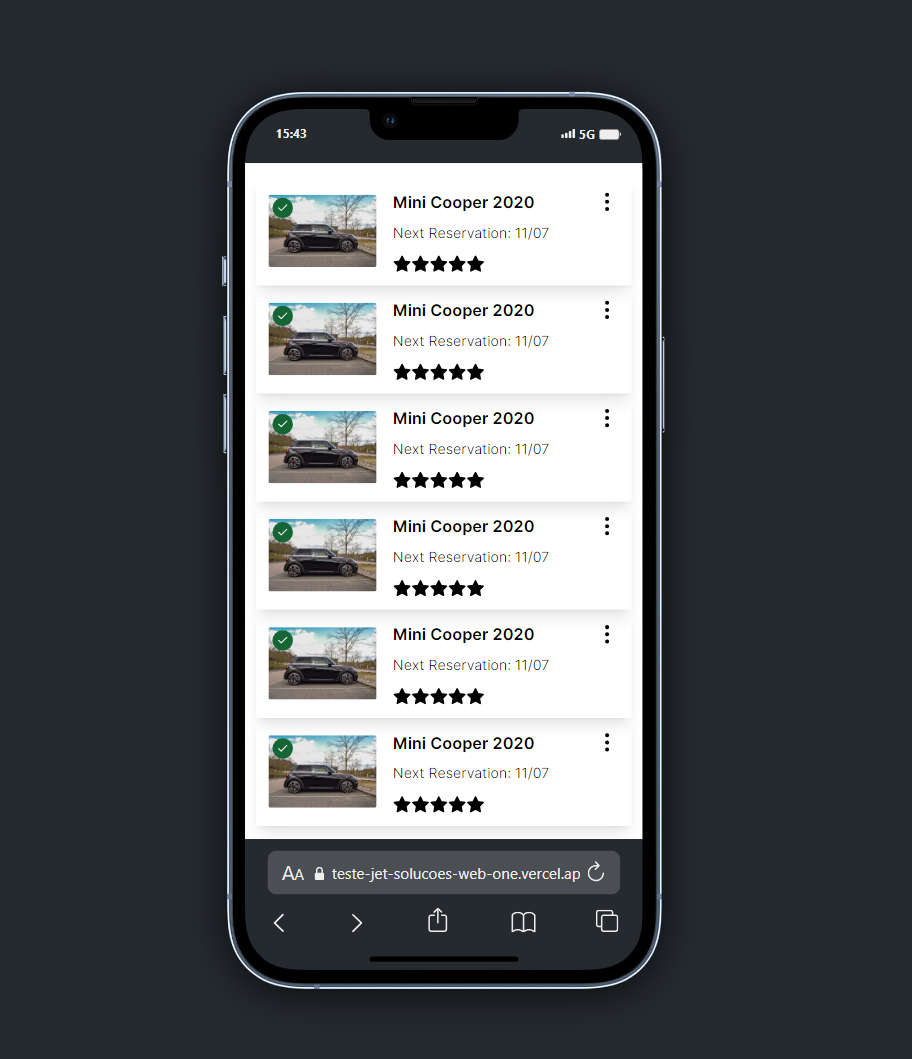 15:43
5G
Mini Cooper 2020
Next Reservation: 11/07
Mini Cooper 2020
Next Reservation: 11/07
Mini Cooper 2020
Next Reservation: 11/07
Mini Cooper 2020
Next Reservation: 11/07
Mini Cooper 2020
Next Reservation: 11/07
Mini Cooper 2020
Next Reservation: 11/07
AA teste-jet-solucoes-web-one.vercel.ap